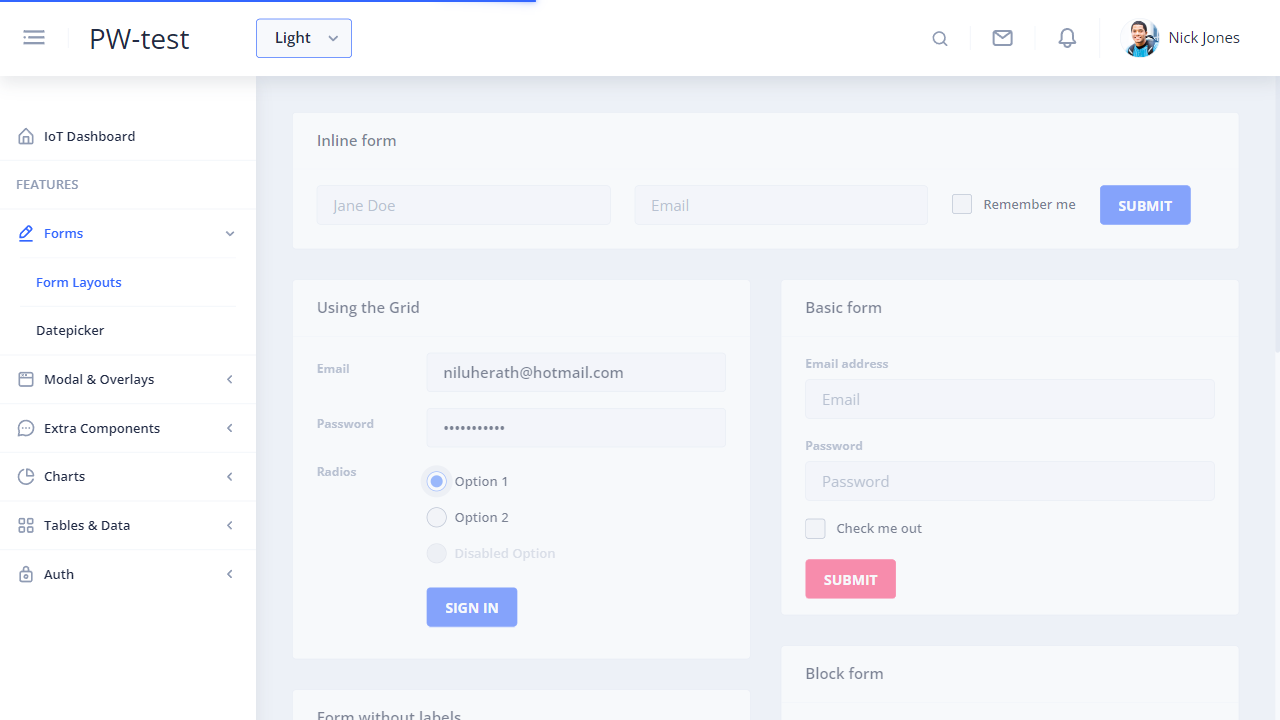 PW-test
Light
Nick Jones
IoT Dashboard
FEATURES
Forms
Form Layouts
Datepicker
Modal & Overlays
Extra Components
Charts
Tables & Data
Auth
Inline form
Jane Doe
Email
Remember me
SUBMIT
Using the Grid
Email
niluherath@hotmail.com
Password
•••••••••••
Radios
Option 1
Option 2
Disabled Option
SIGN IN
Basic form
Email address
Email
Password
Password
Check me out
SUBMIT
Form without labels
Block form